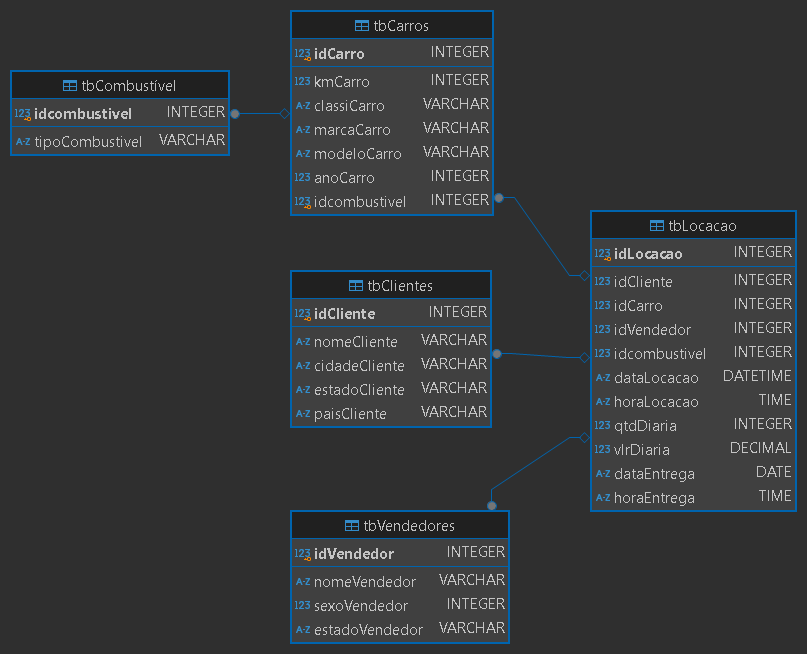 tbCarros
123 idCarro INTEGER
123 kmCarro INTEGER
A-Z classiCarro VARCHAR
A-Z marcaCarro VARCHAR
A-Z modeloCarro VARCHAR
123 anoCarro INTEGER
123 idcombustivel INTEGER
tbCombustível
123 idcombustivel INTEGER
A-Z tipoCombustivel VARCHAR
tbLocacao
123 idLocacao INTEGER
123 idCliente INTEGER
123 idCarro INTEGER
123 idVendedor INTEGER
123 idcombustivel INTEGER
A-Z dataLocacao DATETIME
A-Z horaLocacao TIME
123 qtdDiaria INTEGER
123 vlrDiaria DECIMAL
A-Z dataEntrega DATE
A-Z horaEntrega TIME
tbClientes
123 idCliente INTEGER
A-Z nomeCliente VARCHAR
A-Z cidadeCliente VARCHAR
A-Z estadoCliente VARCHAR
A-Z paisCliente VARCHAR
tbVendedores
123 idVendedor INTEGER
A-Z nomeVendedor VARCHAR
123 sexoVendedor INTEGER
A-Z estadoVendedor VARCHAR